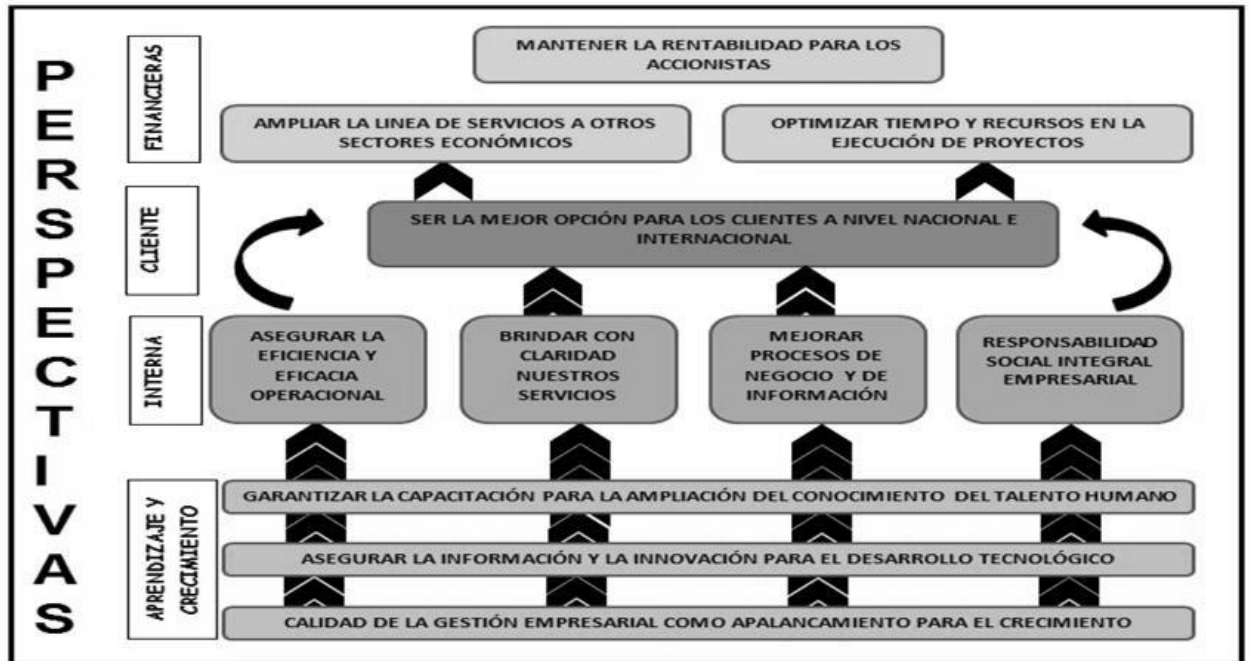 PERSPECTIVAS
FINANCIERAS
MANTENER LA RENTABILIDAD PARA LOS
ACCIONISTAS
AMPLIAR LA LINEA DE SERVICIOS A OTROS
SECTORES ECONÓMICOS
OPTIMIZAR TIEMPO Y RECURSOS EN LA
EJECUCIÓN DE PROYECTOS
CLIENTE
SER LA MEJOR OPCIÓN PARA LOS CLIENTES A NIVEL NACIONAL E
INTERNACIONAL
INTERNA
ASEGURAR LA
EFICIENCIA Y
EFICACIA
OPERACIONAL
BRINDAR CON
CLARIDAD
NUESTROS
SERVICIOS
MEJORAR
PROCESOS DE
NEGOCIO Y DE
INFORMACIÓN
RESPONSABILIDAD
SOCIAL INTEGRAL
EMPRESARIAL
APRENDIZAJE Y
CRECIMIENTO
GARANTIZAR LA CAPACITACIÓN PARA LA AMPLIACIÓN DEL CONOCIMIENTO DEL TALENTO HUMANO
ASEGURAR LA INFORMACIÓN Y LA INNOVACIÓN PARA EL DESARROLLO TECNOLÓGICO
CALIDAD DE LA GESTIÓN EMPRESARIAL COMO APALANCAMIENTO PARA EL CRECIMIENTO